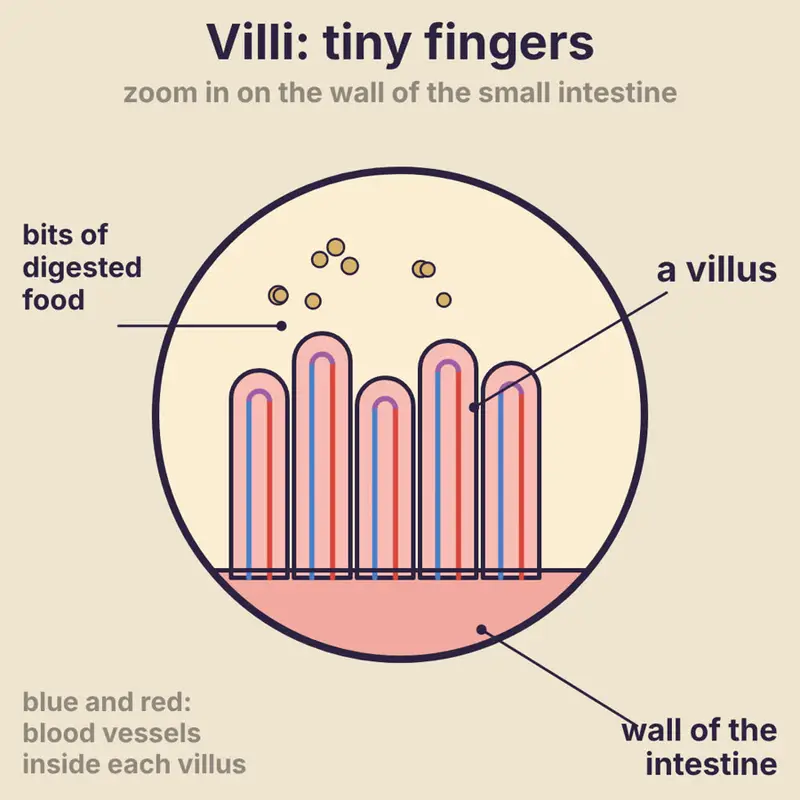 Villi: tiny fingers
zoom in on the wall of the small intestine
bits of
digested
food
a villus
blue and red:
blood vessels
inside each villus
wall of the
intestine